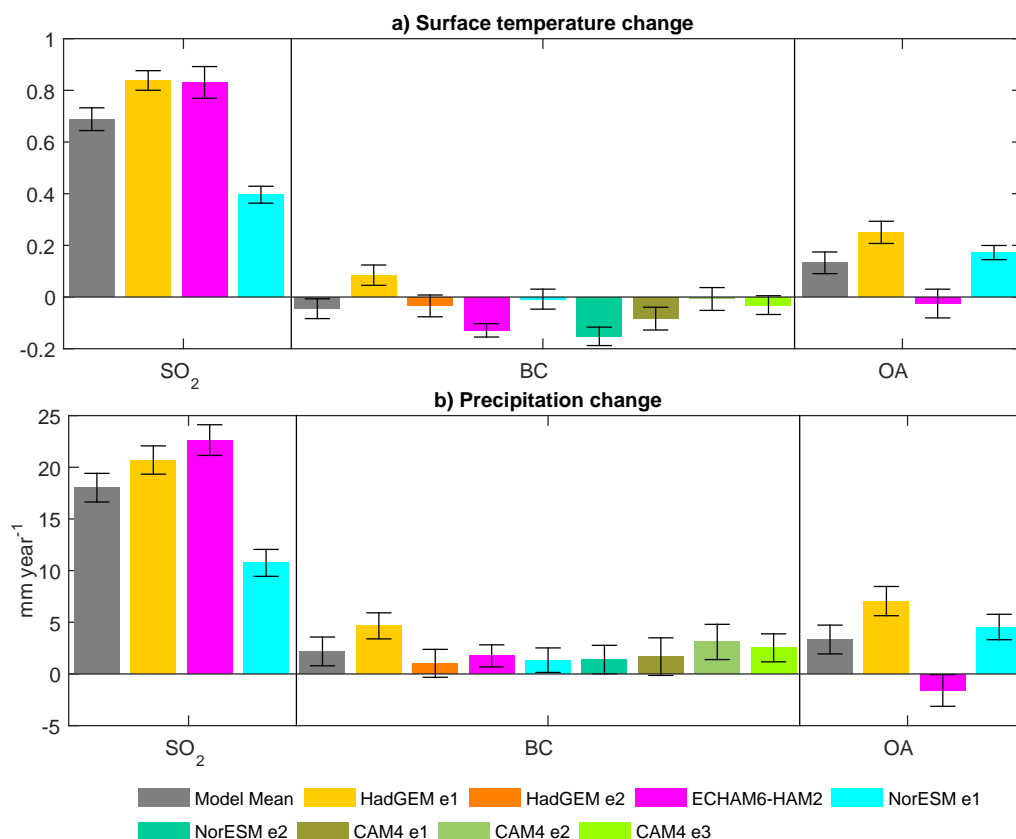 a) Surface temperature change
1
0.8
0.6
0.4
0.2
0
-0.2
SO2 BC OA
b) Precipitation change
25
20
15
10
5
0
-5
mm year-1
SO2 BC OA
Model Mean HadGEM e1 HadGEM e2 ECHAM6-HAM2 NorESM e1
NorESM e2 CAM4 e1 CAM4 e2 CAM4 e3